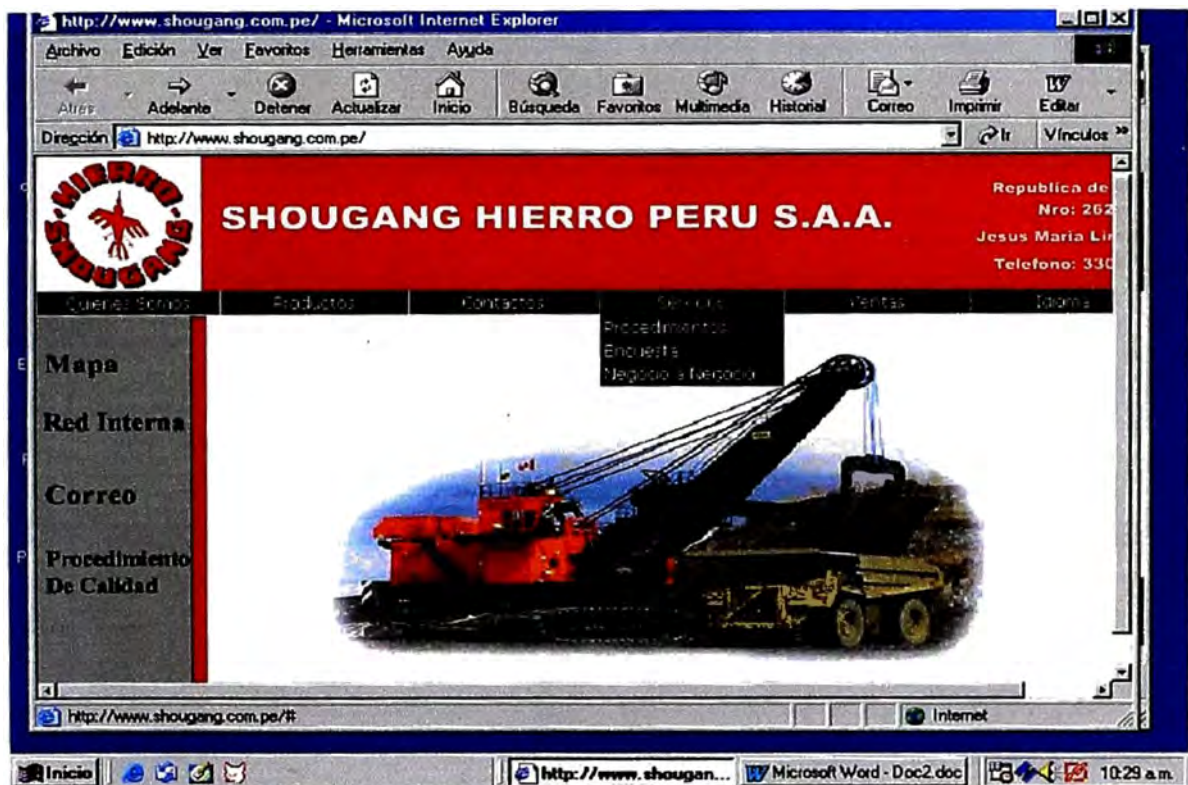 http://www.shougang.com.pe/ - Microsoft Internet Explorer
Archivo Edición Ver Favoritos Herramientas Ayuda
Atrás Adelante Detener Actualizar Inicio Búsqueda Favoritos Multimedia Historial Correo Imprimir Editar
Dirección http://www.shougang.com.pe/ Ir Vínculos »
HIERRO SHOUGANG
SHOUGANG HIERRO PERU S.A.A.
Republica de
Nro: 262
Jesus Maria Lir
Telefono: 330
Quienes Somos Productos Contactos Servicios Ventas Idioma
Procedimientos
Encuesta
Negocio a Negocio
Mapa
Red Interna
Correo
Procedimiento
De Calidad
http://www.shougang.com.pe/# Internet
Inicio http://www.shougan... Microsoft Word - Doc2.doc 10:29 a.m.